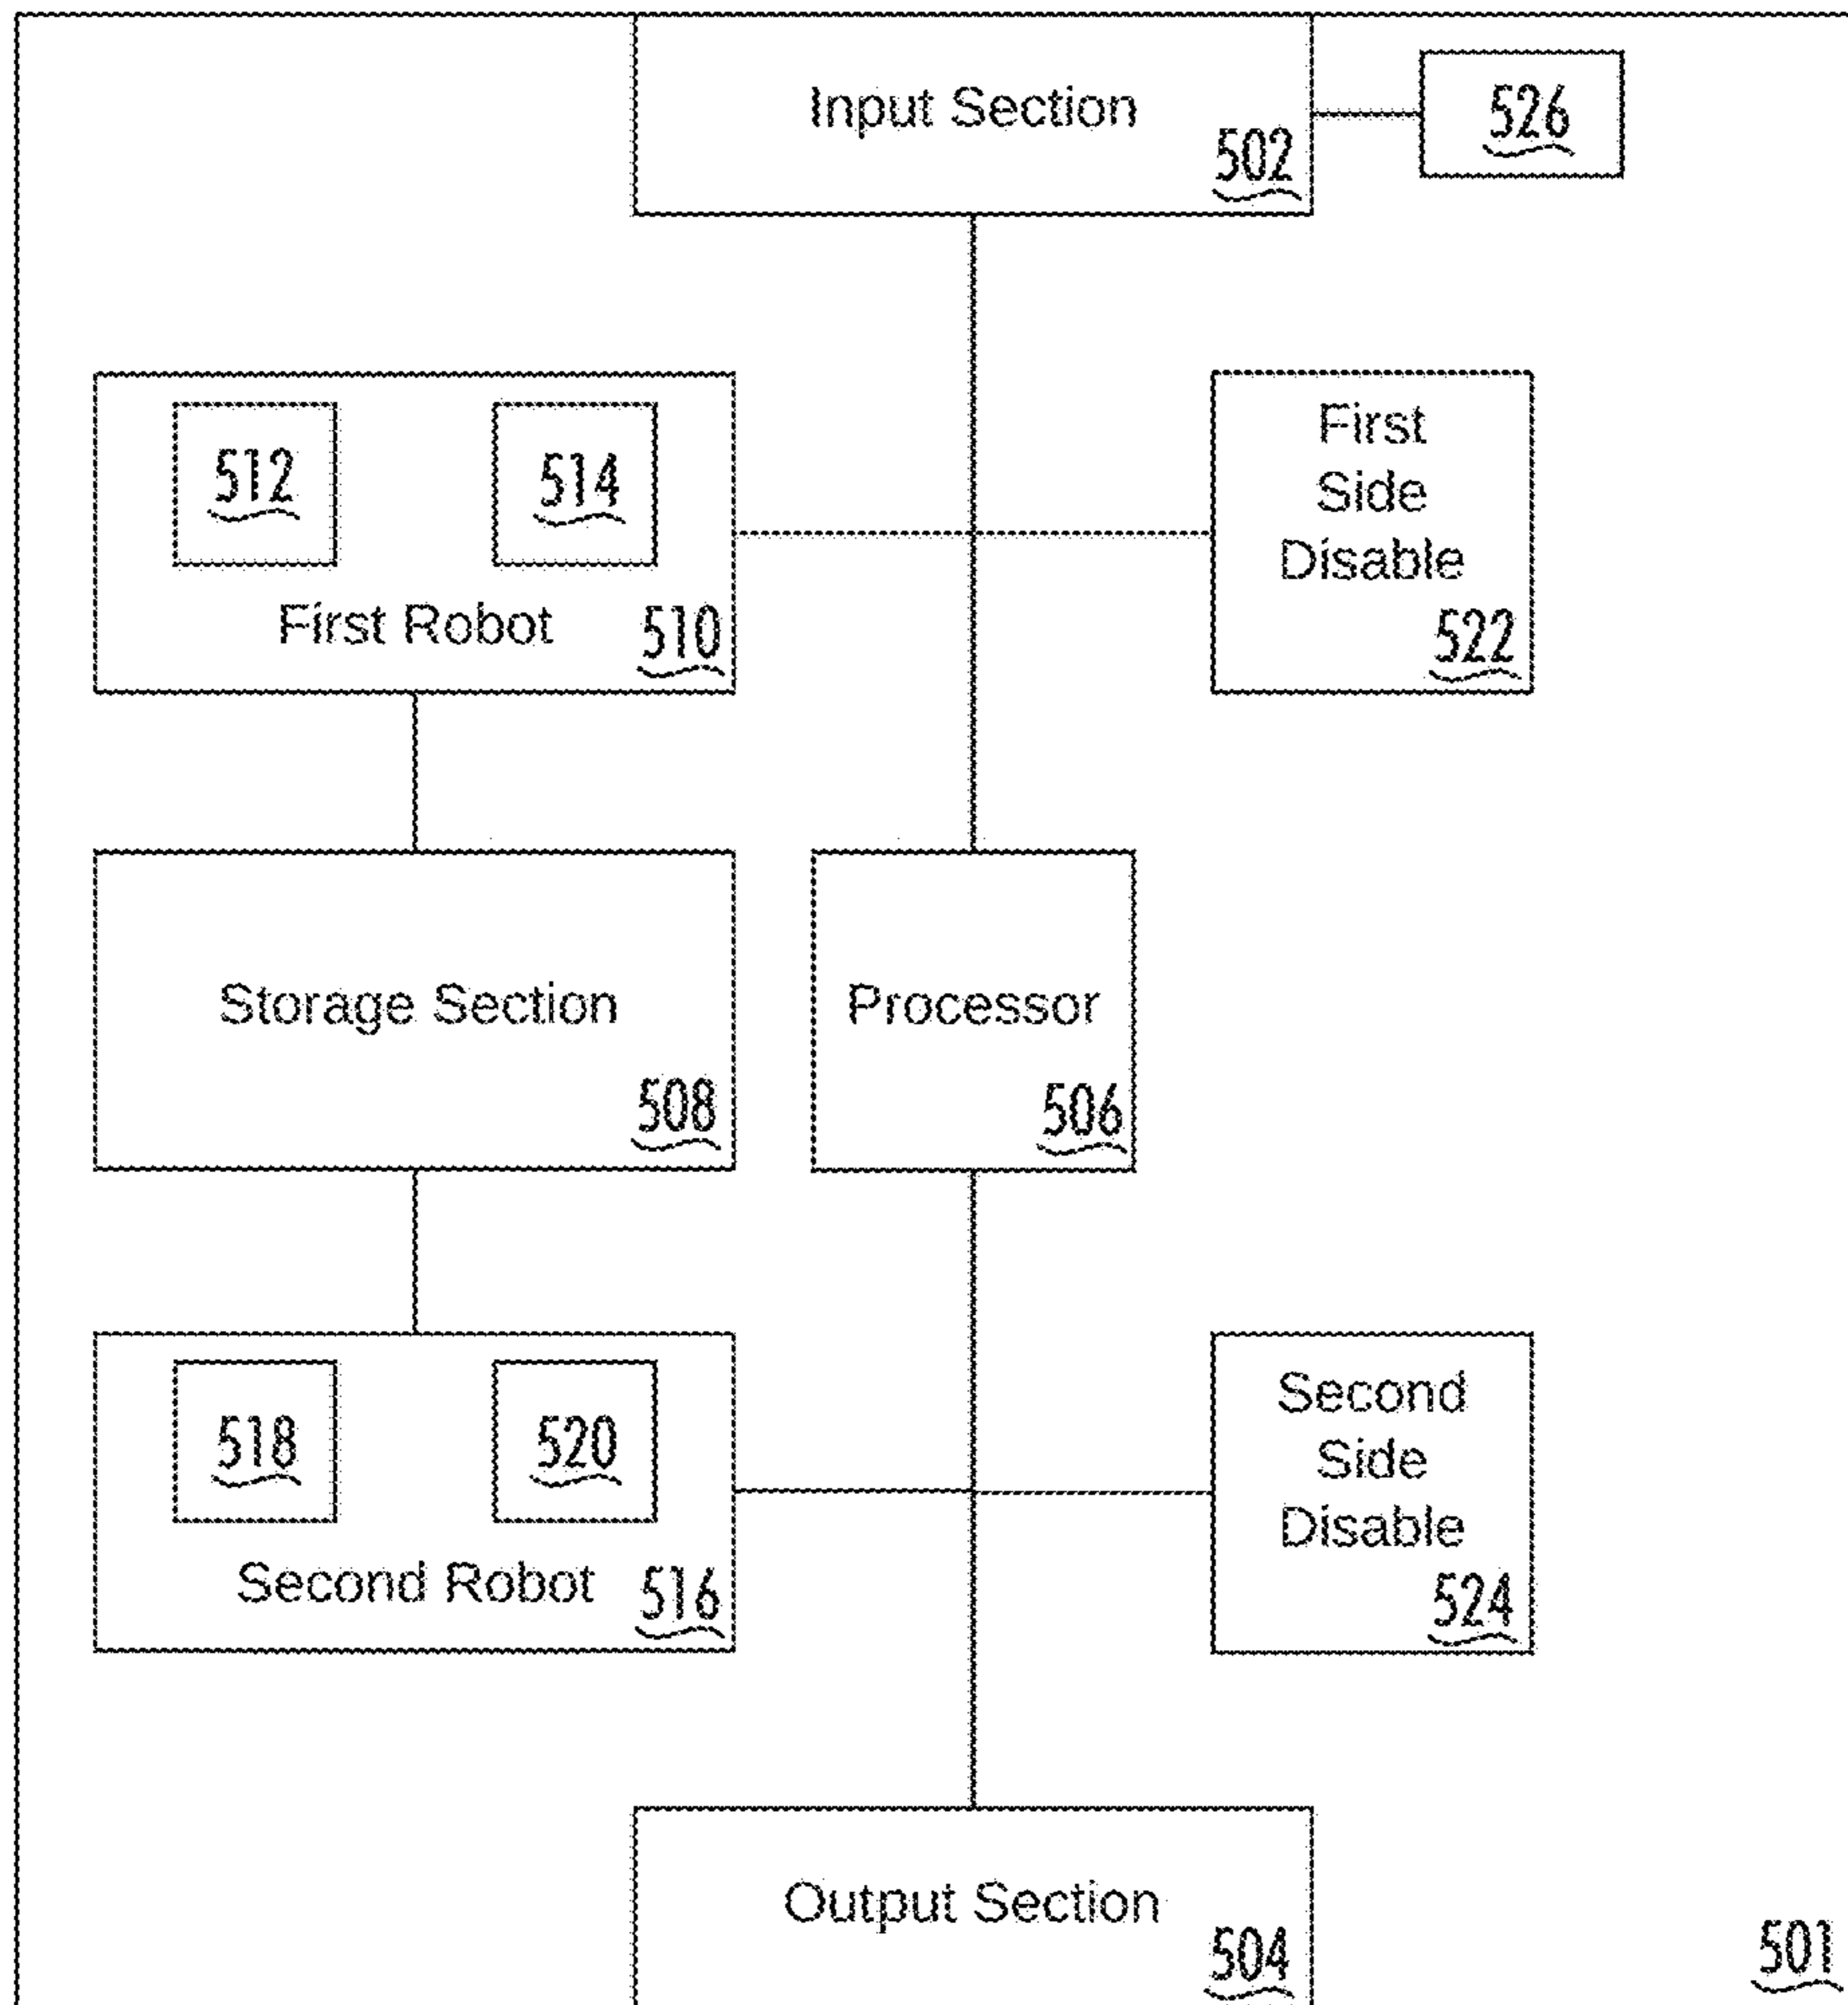 Input Section
502
526
512
514
First Robot
510
First
Side
Disable
522
Storage Section
508
Processor
506
518
520
Second Robot
516
Second
Side
Disable
524
Output Section
504
501